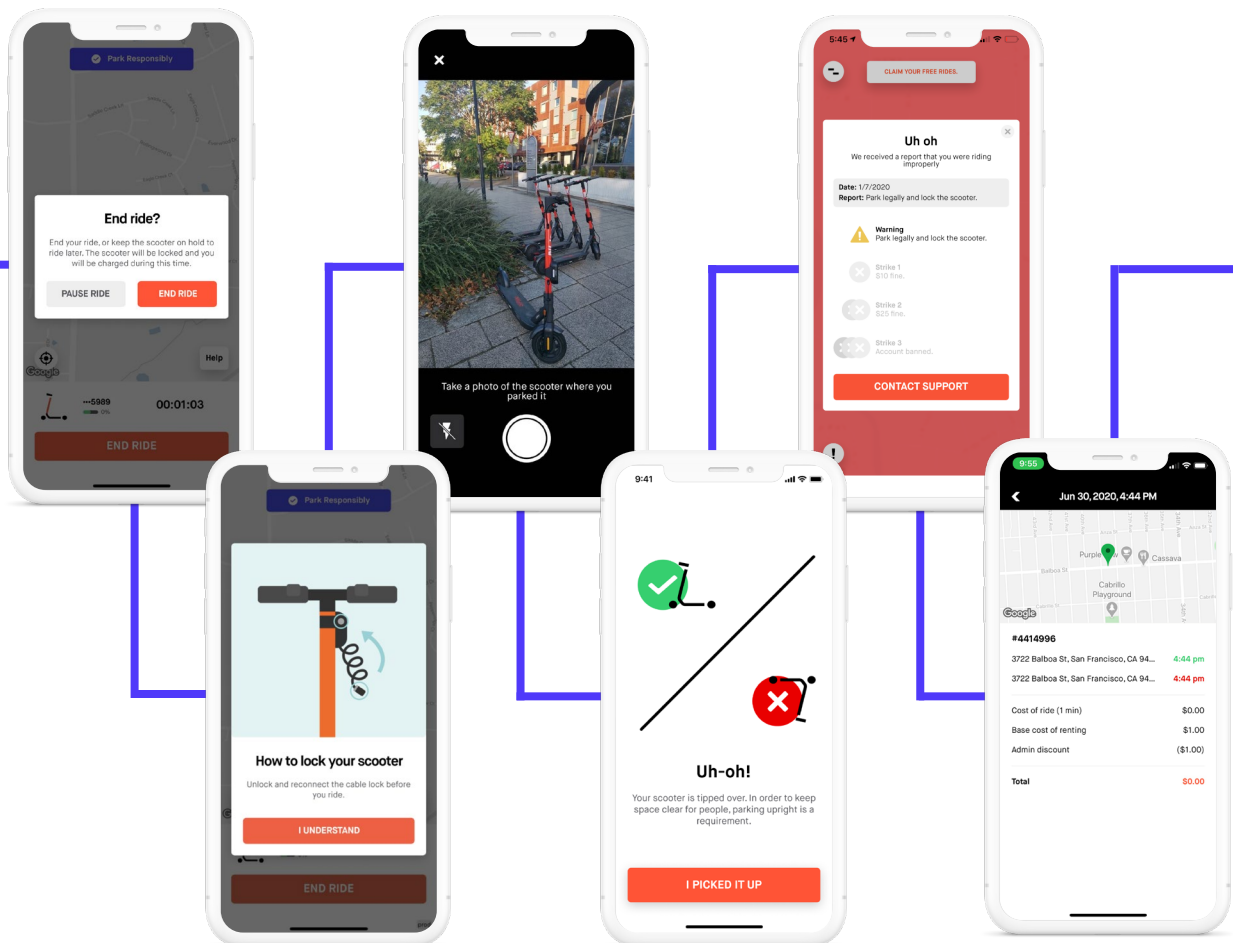 Park Responsibly
End ride?
End your ride, or keep the scooter on hold to
ride later. The scooter will be locked and you
will be charged during this time.
PAUSE RIDE
END RIDE
Help
Google
•••5989
0%
00:01:03
END RIDE
Park Responsibly
How to lock your scooter
Unlock and reconnect the cable lock before
you ride.
I UNDERSTAND
END RIDE
Take a photo of the scooter where you
parked it
9:41
Uh-oh!
Your scooter is tipped over. In order to keep
space clear for people, parking upright is a
requirement.
I PICKED IT UP
5:45
CLAIM YOUR FREE RIDES.
Uh oh
We received a report that you were riding
improperly
Date: 1/7/2020
Report: Park legally and lock the scooter.
Warning
Park legally and lock the scooter.
Strike 1
$10 fine.
Strike 2
$25 fine.
Strike 3
Account banned.
CONTACT SUPPORT
9:55
Jun 30, 2020, 4:44 PM
34th Ave
Purple
Cassava
Balboa St
Cabrillo
Playground
Cabrillo St
Google
#4414996
3722 Balboa St, San Francisco, CA 94... 4:44 pm
3722 Balboa St, San Francisco, CA 94... 4:44 pm
Cost of ride (1 min) $0.00
Base cost of renting $1.00
Admin discount ($1.00)
Total $0.00